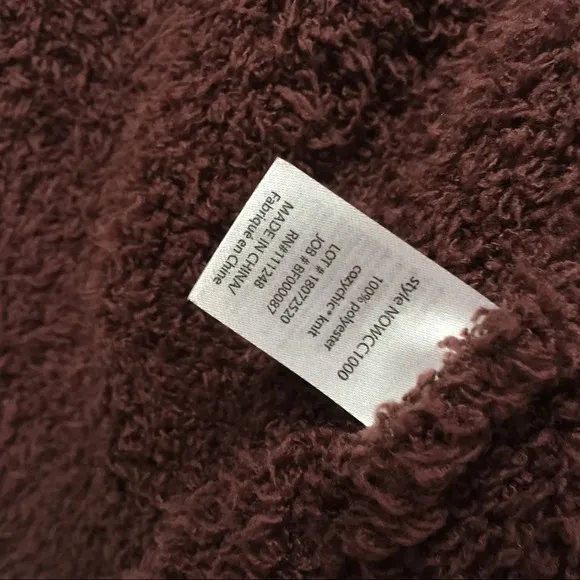 style NOWCC1000
100% polyester
cozychic* knit
LOT # 18072520
JOB # BF000087
RN#111248
MADE IN CHINA/
Fabriqué en Chine